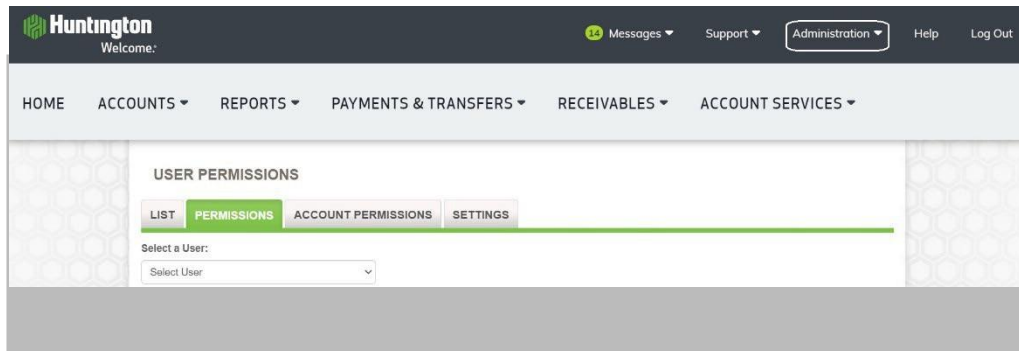 Huntington
Welcome.
14 Messages Support Administration Help Log Out
HOME ACCOUNTS REPORTS PAYMENTS & TRANSFERS RECEIVABLES ACCOUNT SERVICES
USER PERMISSIONS
LIST PERMISSIONS ACCOUNT PERMISSIONS SETTINGS
Select a User:
Select User